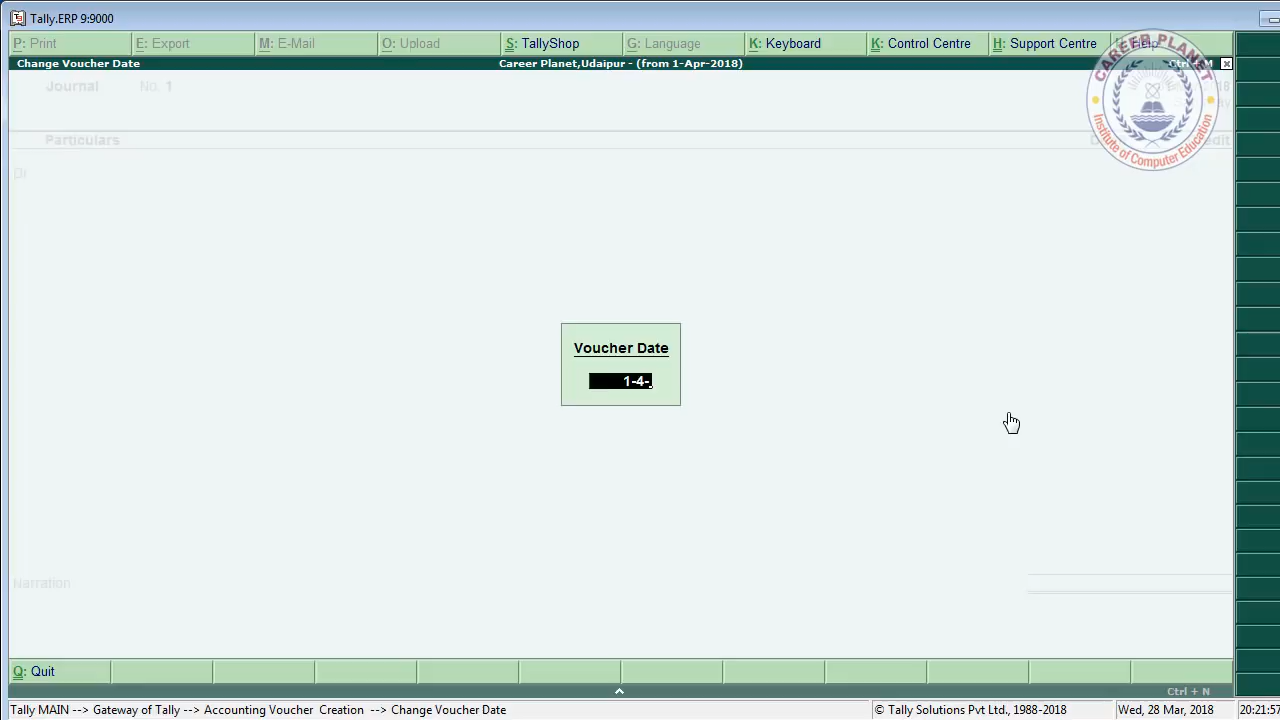 Tally.ERP 9:9000
P: Print E: Export M: E-Mail O: Upload S: TallyShop G: Language K: Keyboard K: Control Centre H: Support Centre Help
Change Voucher Date Career Planet,Udaipur - (from 1-Apr-2018) Ctrl + M
CAREER PLANET
Institute of Computer Education
Journal No. 1
Particulars
Voucher Date
1-4-
Narration
Q: Quit
Ctrl + N
Tally MAIN --> Gateway of Tally --> Accounting Voucher Creation --> Change Voucher Date © Tally Solutions Pvt Ltd., 1988-2018 Wed, 28 Mar, 2018 20:21:57